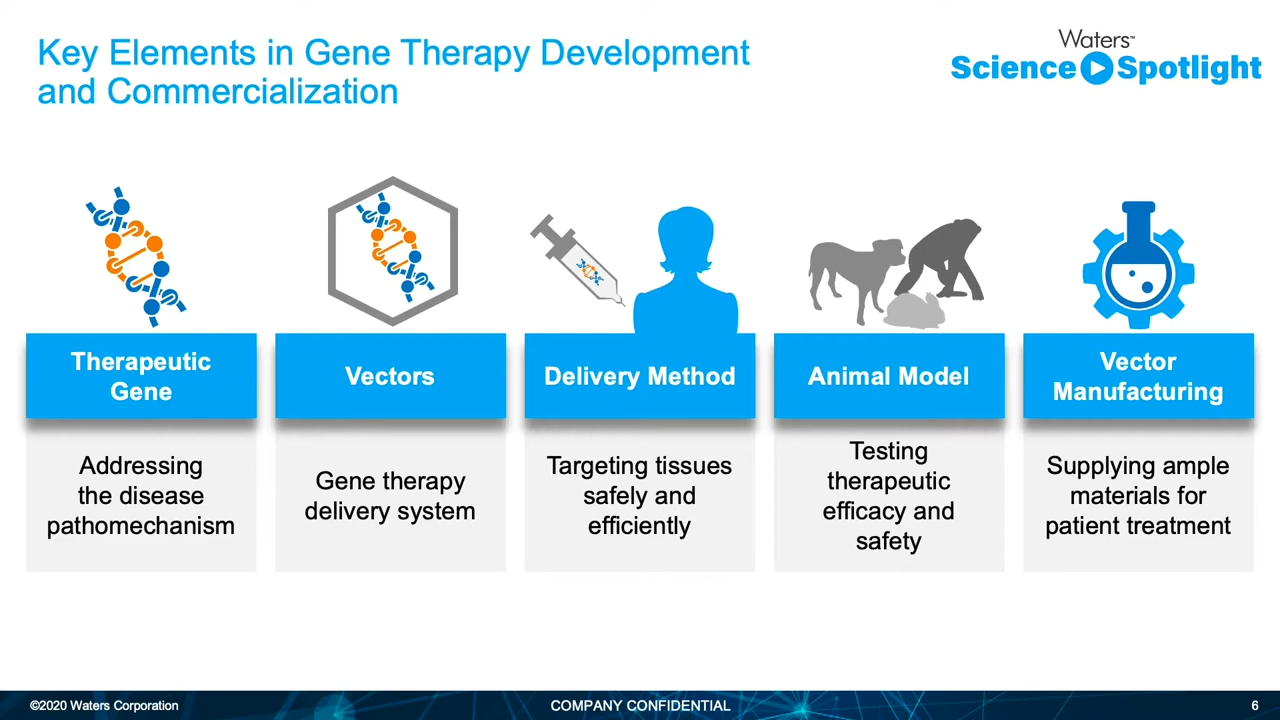 Key Elements in Gene Therapy Development
and Commercialization
Waters™
Science Spotlight
Therapeutic
Gene
Addressing
the disease
pathomechanism
Vectors
Gene therapy
delivery system
Delivery Method
Targeting tissues
safely and
efficiently
Animal Model
Testing
therapeutic
efficacy and
safety
Vector
Manufacturing
Supplying ample
materials for
patient treatment
©2020 Waters Corporation
COMPANY CONFIDENTIAL
6